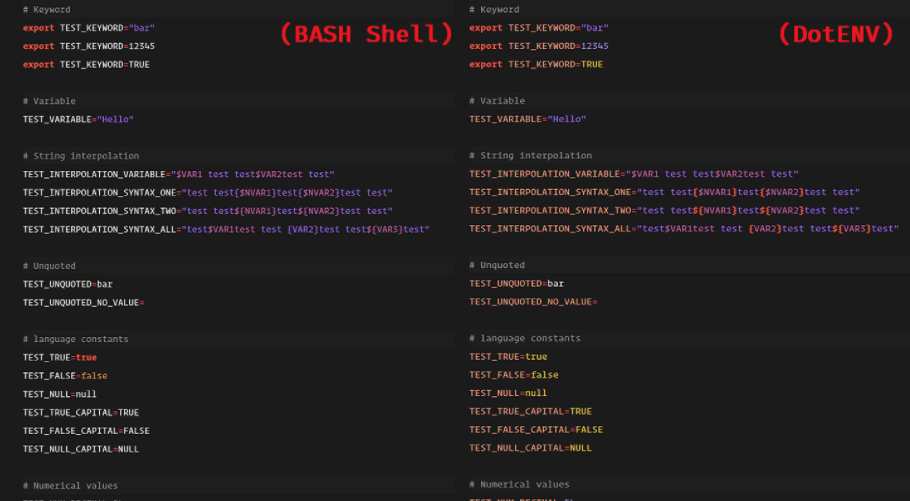 # Keyword
export TEST_KEYWORD="bar"
export TEST_KEYWORD=12345
export TEST_KEYWORD=TRUE
(BASH Shell)
# Variable
TEST_VARIABLE="Hello"
# String interpolation
TEST_INTERPOLATION_VARIABLE="$VAR1 test test$VAR2test test"
TEST_INTERPOLATION_SYNTAX_ONE="test test{$NVAR1}test{$NVAR2}test test"
TEST_INTERPOLATION_SYNTAX_TWO="test test${NVAR1}test${NVAR2}test test"
TEST_INTERPOLATION_SYNTAX_ALL="test$VAR1test test {VAR2}test test${VAR3}test"
# Unquoted
TEST_UNQUOTED=bar
TEST_UNQUOTED_NO_VALUE=
# language constants
TEST_TRUE=true
TEST_FALSE=false
TEST_NULL=null
TEST_TRUE_CAPITAL=TRUE
TEST_FALSE_CAPITAL=FALSE
TEST_NULL_CAPITAL=NULL
# Numerical values
# Keyword
export TEST_KEYWORD="bar"
export TEST_KEYWORD=12345
export TEST_KEYWORD=TRUE
(DotENV)
# Variable
TEST_VARIABLE="Hello"
# String interpolation
TEST_INTERPOLATION_VARIABLE="$VAR1 test test$VAR2test test"
TEST_INTERPOLATION_SYNTAX_ONE="test test{$NVAR1}test{$NVAR2}test test"
TEST_INTERPOLATION_SYNTAX_TWO="test test${NVAR1}test${NVAR2}test test"
TEST_INTERPOLATION_SYNTAX_ALL="test$VAR1test test {VAR2}test test${VAR3}test"
# Unquoted
TEST_UNQUOTED=bar
TEST_UNQUOTED_NO_VALUE=
# language constants
TEST_TRUE=true
TEST_FALSE=false
TEST_NULL=null
TEST_TRUE_CAPITAL=TRUE
TEST_FALSE_CAPITAL=FALSE
TEST_NULL_CAPITAL=NULL
# Numerical values